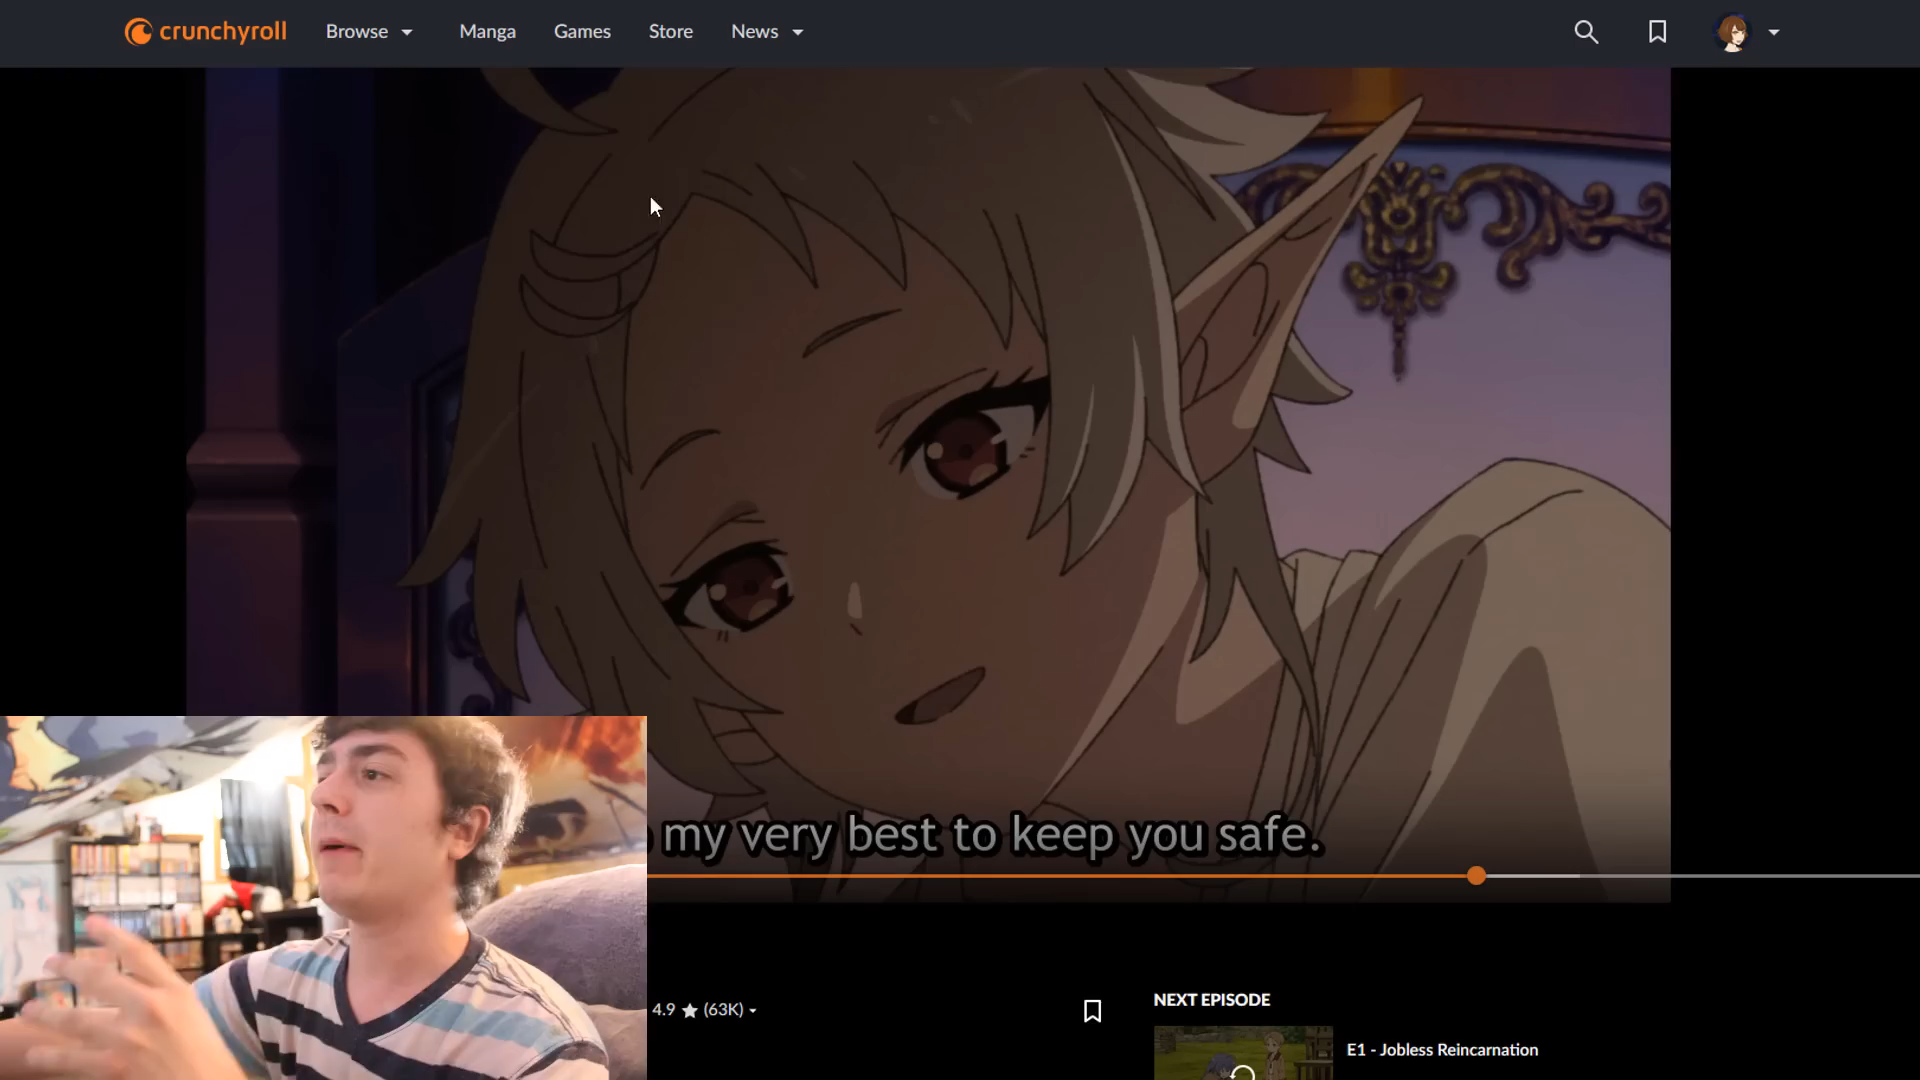 crunchyroll Browse Manga Games Store News
my very best to keep you safe.
4.9 ★ (63K)
NEXT EPISODE
E1 - Jobless Reincarnation